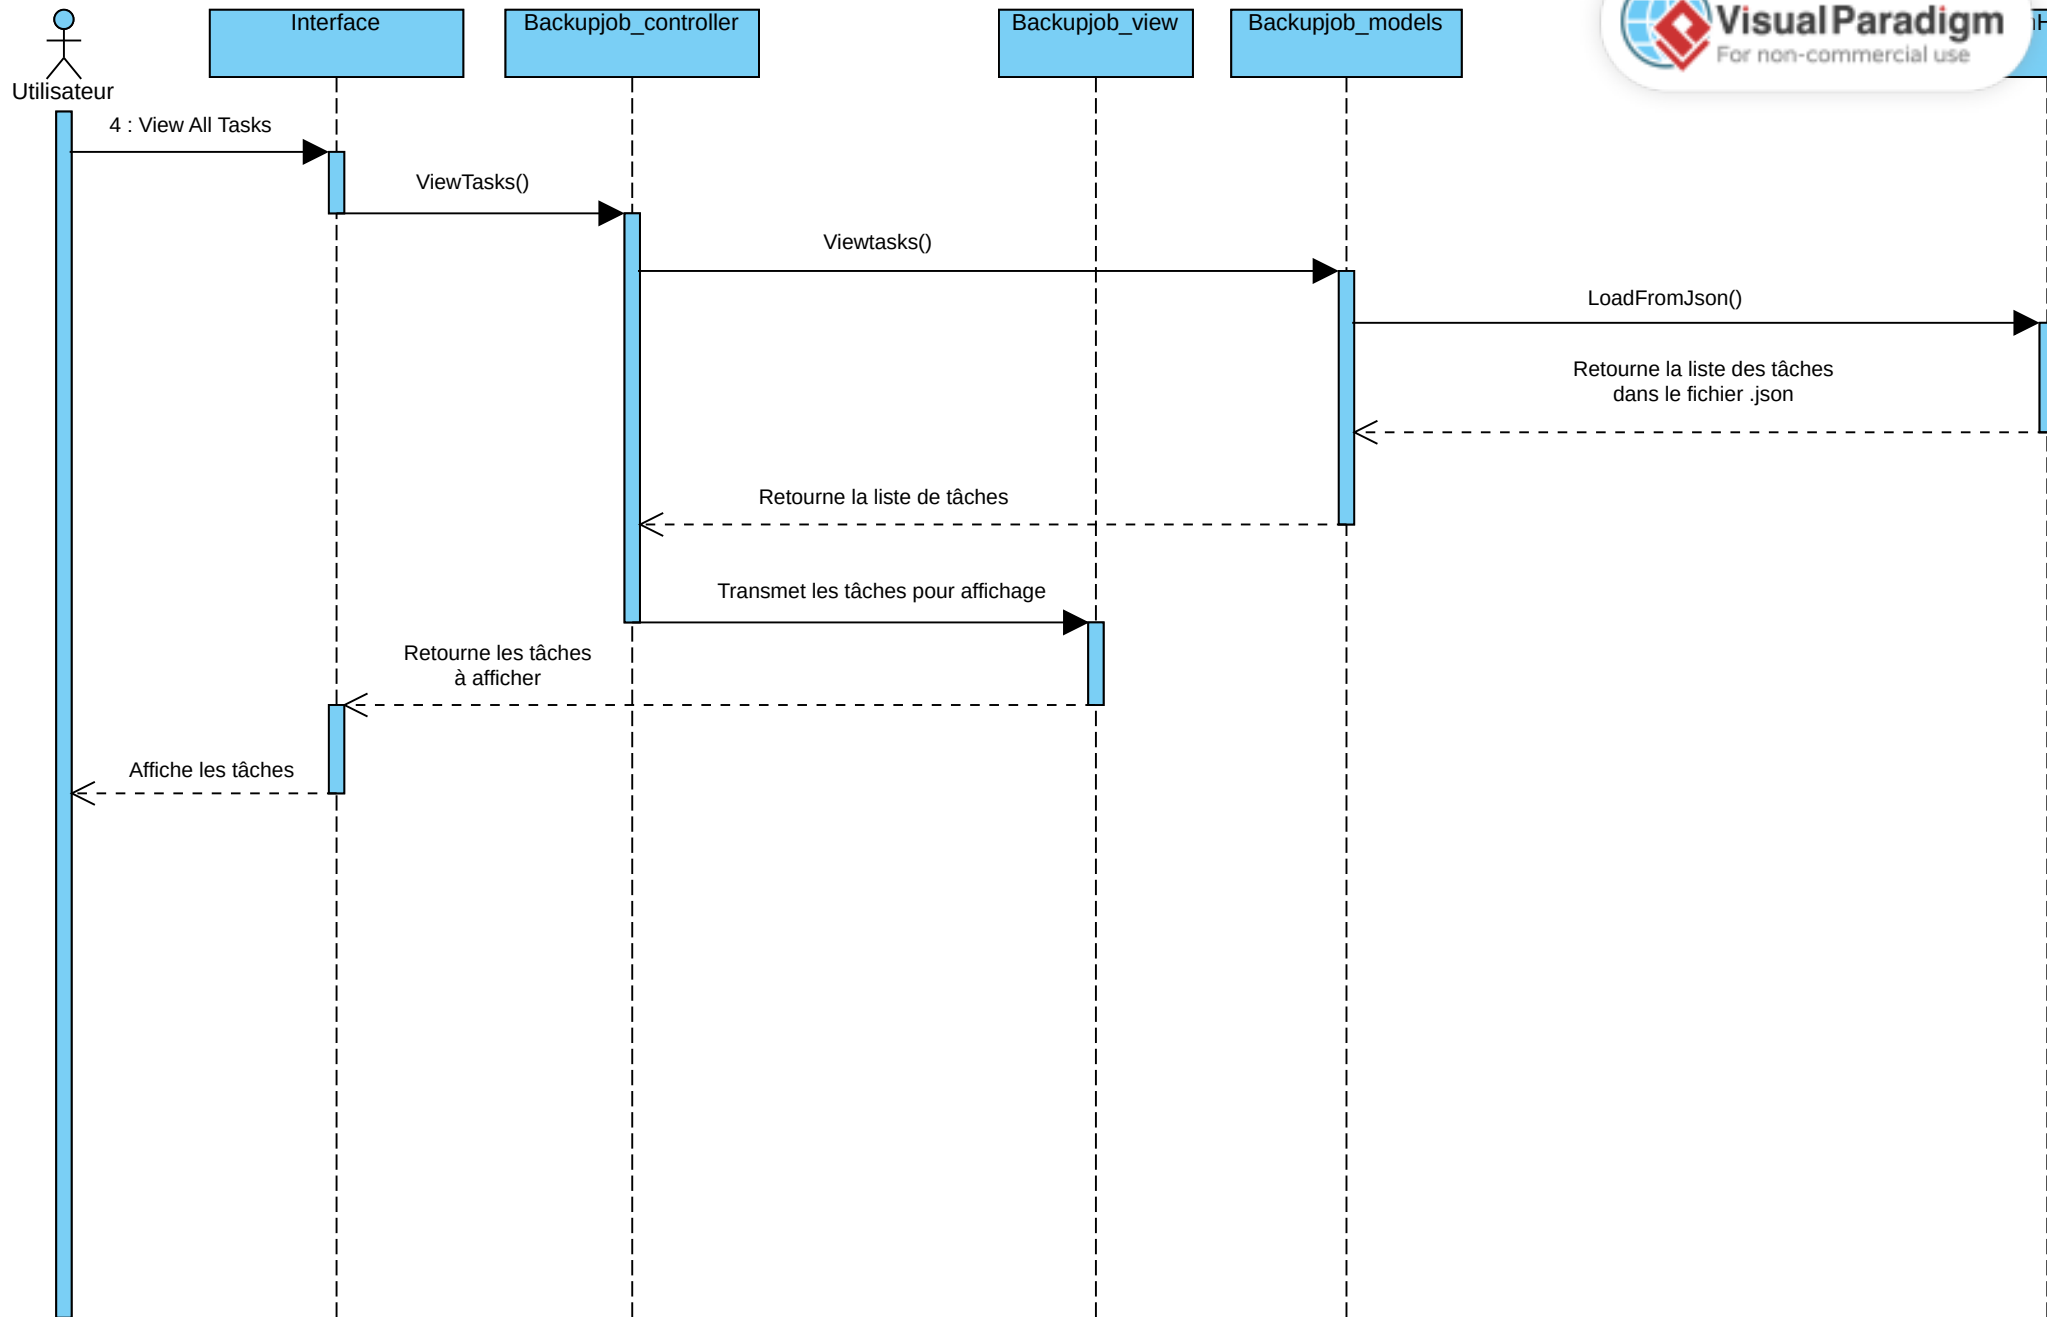 Interface
Backupjob_controller
Backupjob_view
Backupjob_models
Visual Paradigm
For non-commercial use
Utilisateur
4 : View All Tasks
ViewTasks()
Viewtasks()
LoadFromJson()
Retourne la liste des tâches
dans le fichier .json
Retourne la liste de tâches
Transmet les tâches pour affichage
Retourne les tâches
à afficher
Affiche les tâches